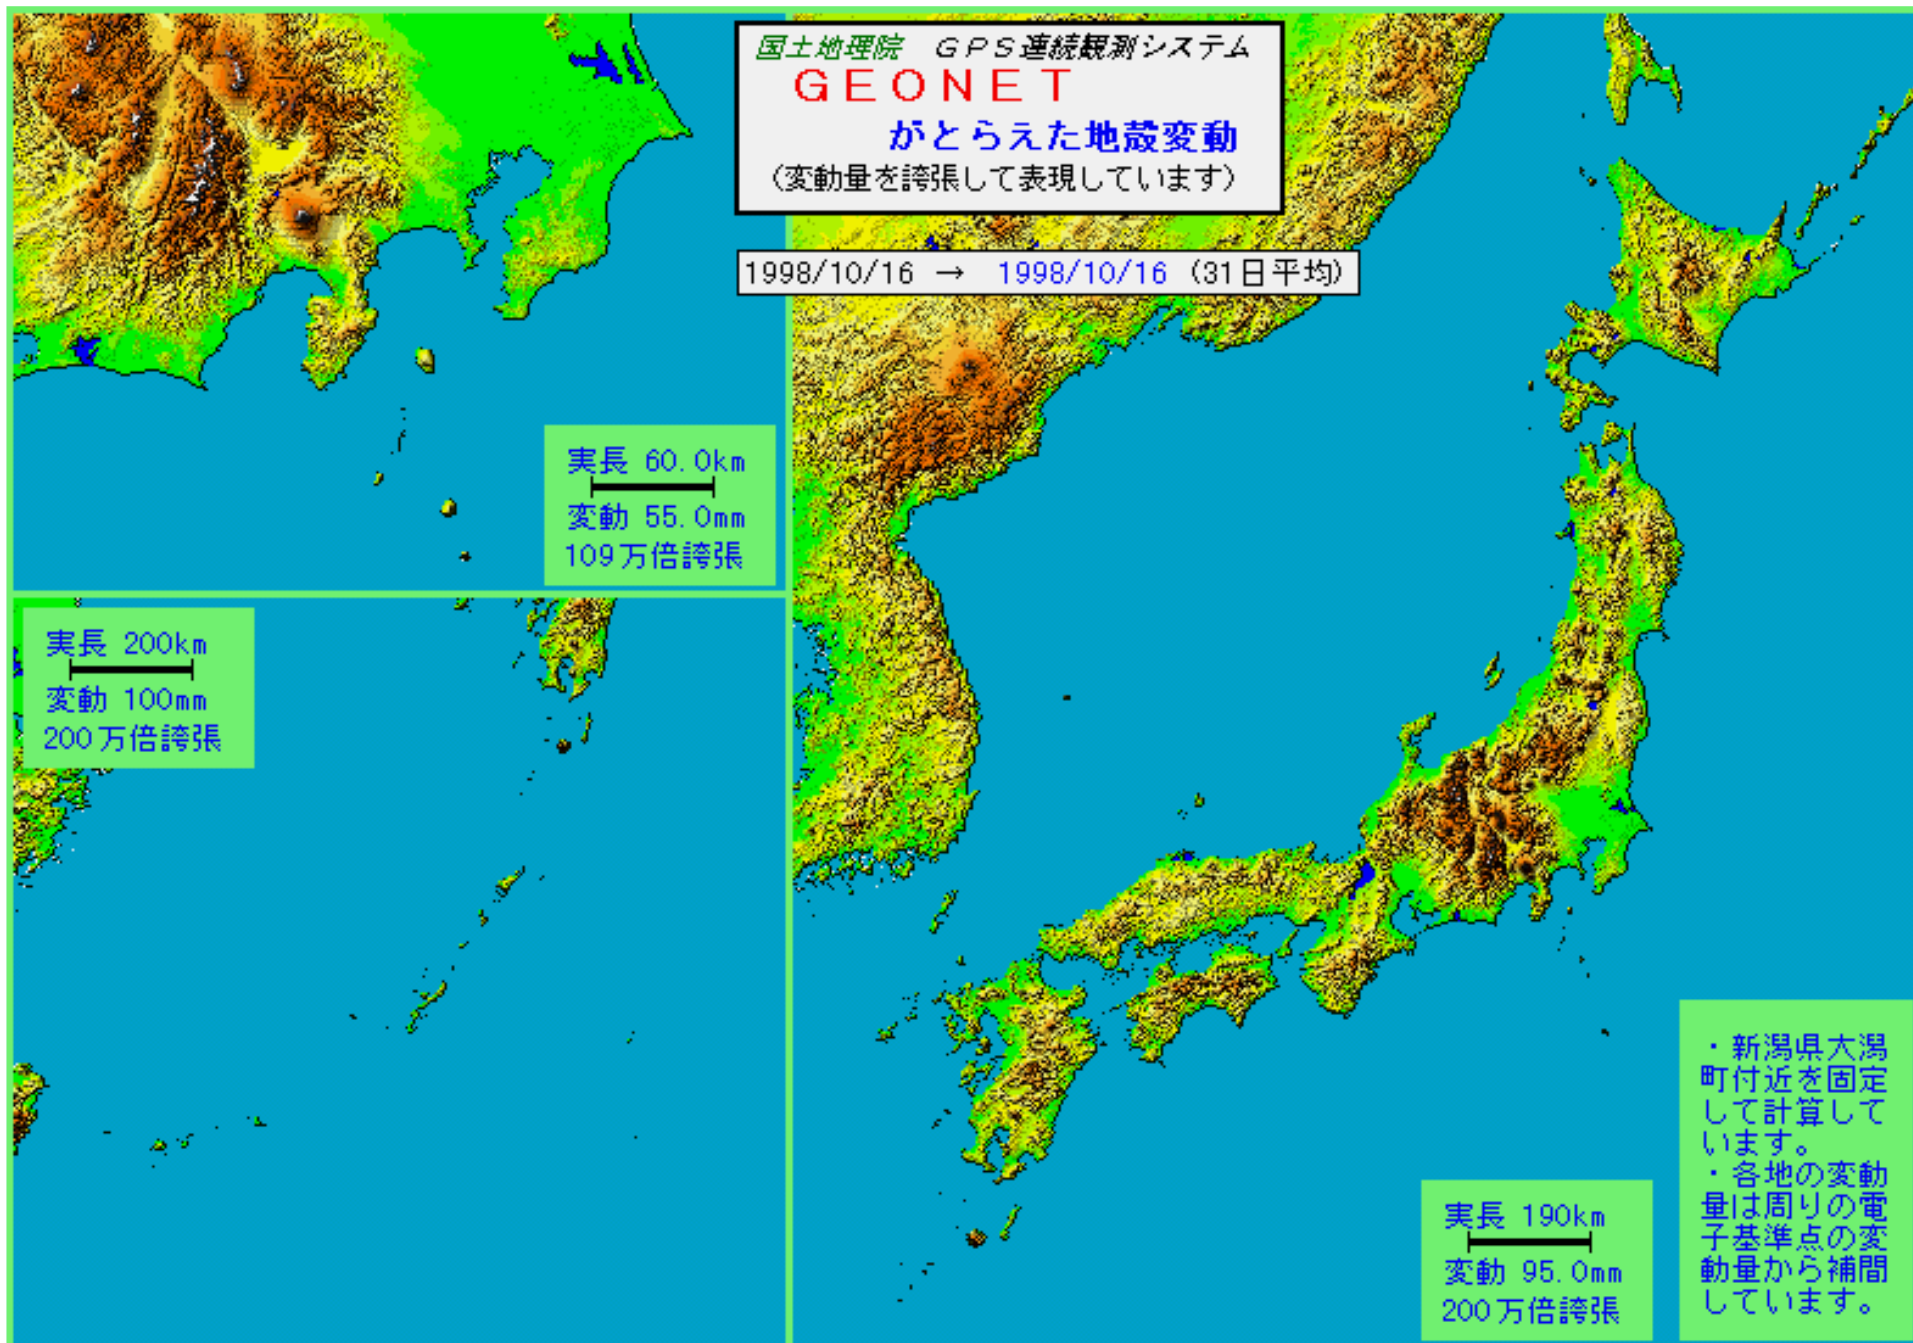 国土地理院 GPS連続観測システム
GEONET
がとらえた地殻変動
(変動量を誇張して表現しています)
1998/10/16 → 1998/10/16 (31日平均)
実長 60.0km
変動 55.0mm
109万倍誇張
実長 200km
変動 100mm
200万倍誇張
実長 190km
変動 95.0mm
200万倍誇張
・新潟県大潟
町付近を固定
して計算して
います。
・各地の変動
量は周りの電
子基準点の変
動量から補間
しています。